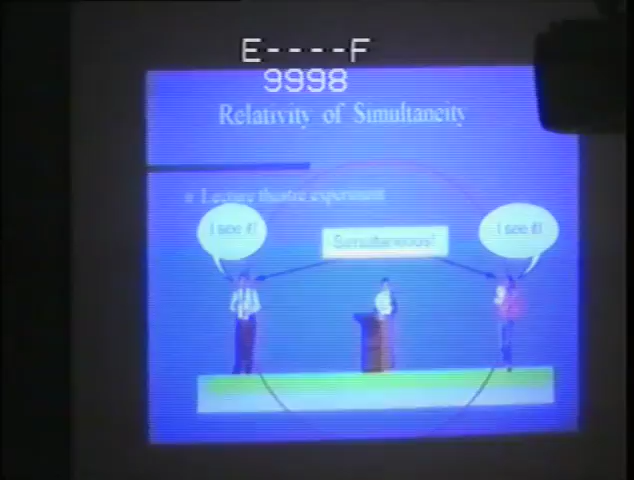 E----F
9998
Relativity of Simultaneity
Lecture theatre experiment
I see it!
I see it!
Simultaneous!